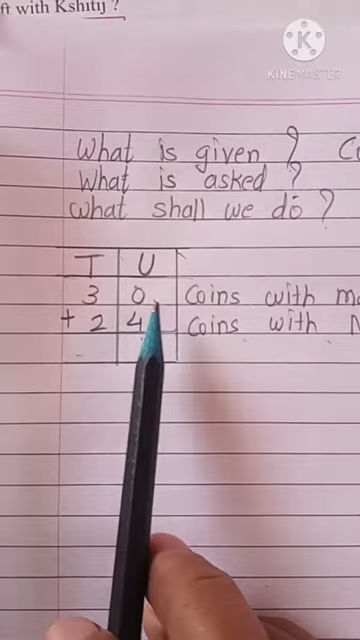 ft with Kshitij ?
K
KINEMASTER
What is given ?
What is asked ?
What shall we do ?
T U
3 0 Coins with
+ 2 4 Coins with